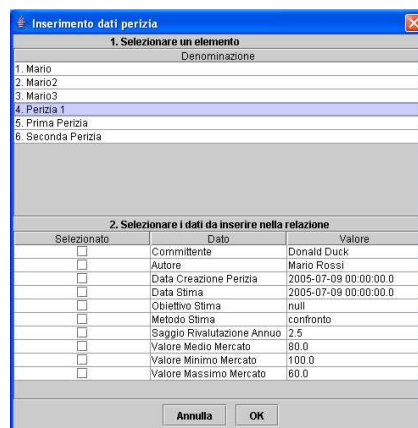 Inserimento dati perizia
1. Selezionare un elemento
Denominazione
1. Mario
2. Mario2
3. Mario3
4. Perizia 1
5. Prima Perizia
6. Seconda Perizia
2. Selezionare i dati da inserire nella relazione
Selezionato Dato Valore
Committente Donald Duck
Autore Mario Rossi
Data Creazione Perizia 2005-07-09 00:00:00.0
Data Stima 2005-07-09 00:00:00.0
Obiettivo Stima null
Metodo Stima confronto
Saggio Rivalutazione Annuo 2.5
Valore Medio Mercato 80.0
Valore Minimo Mercato 100.0
Valore Massimo Mercato 60.0
Annulla OK